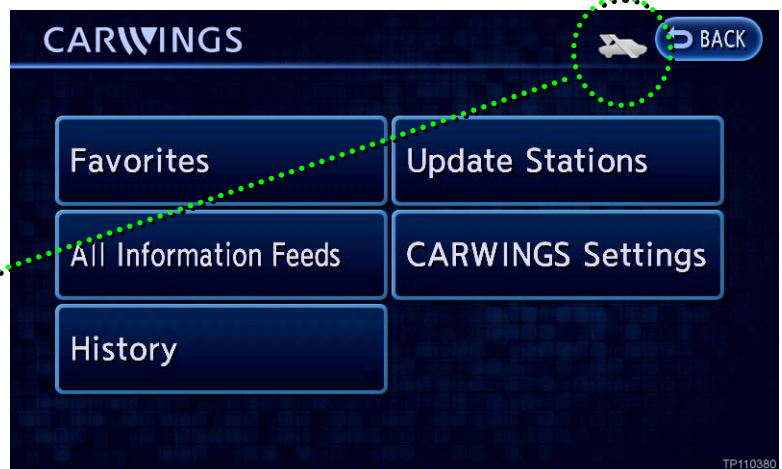 CARWINGS
BACK
Favorites
Update Stations
All Information Feeds
CARWINGS Settings
History
TP110380